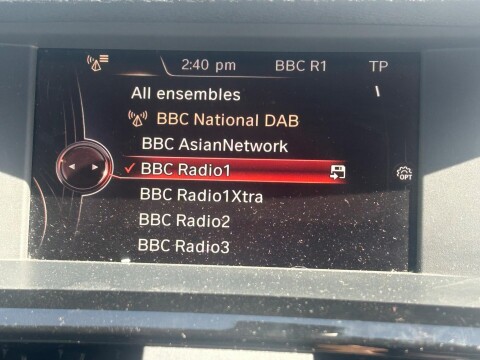 2:40 pm BBC R1 TP
All ensembles
BBC National DAB
BBC AsianNetwork
BBC Radio1
BBC Radio1Xtra
BBC Radio2
BBC Radio3
OPT